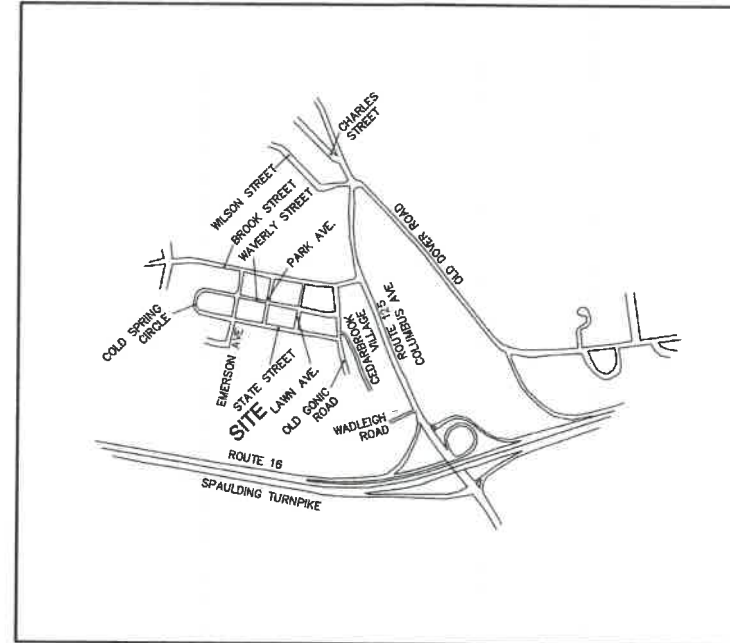 CHARLES
STREET
WILSON STREET
BROOK STREET
WAVERLY STREET
PARK AVE.
OLD DOVER ROAD
COLD SPRING
CIRCLE
EMERSON AVE
STATE STREET
SITE
LAWN AVE.
OLD GONIC
ROAD
CEDARBROOK
VILLAGE
ROUTE 125
COLUMBUS AVE
WADLEIGH
ROAD
ROUTE 16
SPAULDING TURNPIKE